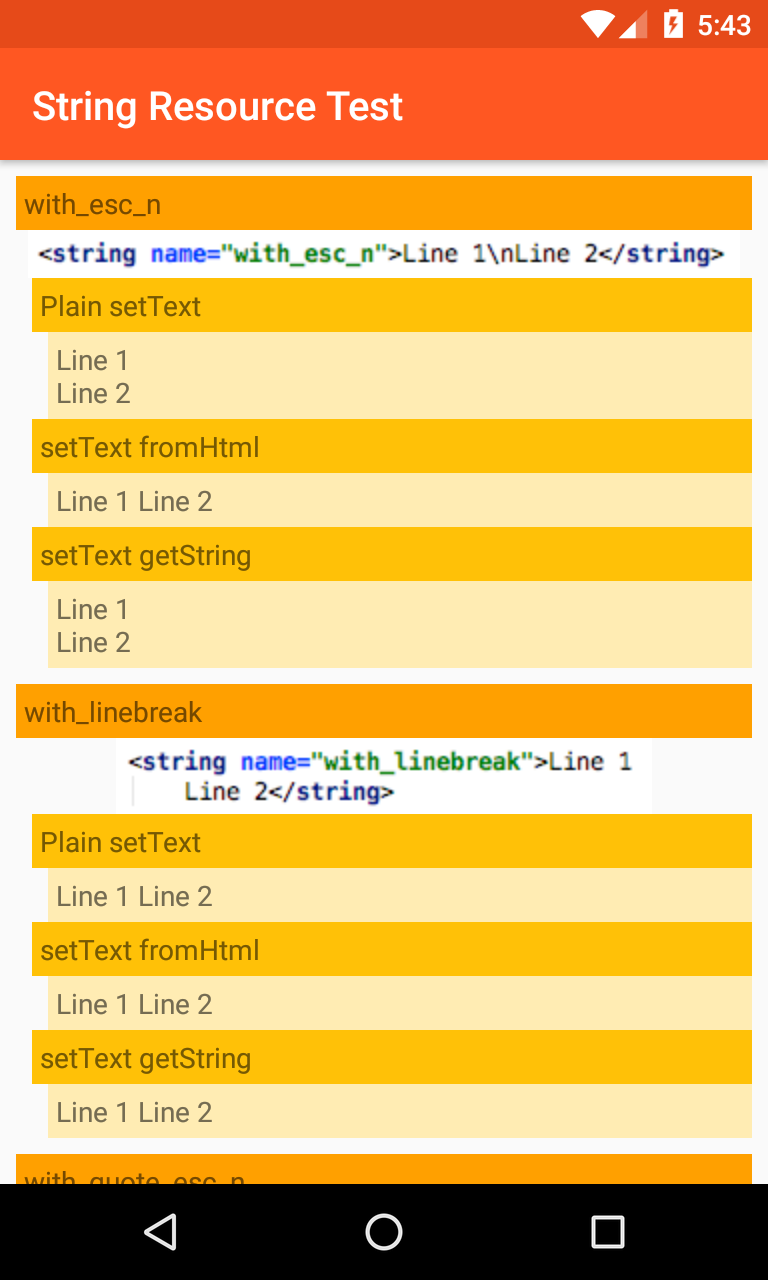 5:43
String Resource Test
with_esc_n
<string name="with_esc_n">Line 1\nLine 2</string>
Plain setText
Line 1
Line 2
setText fromHtml
Line 1 Line 2
setText getString
Line 1
Line 2
with_linebreak
<string name="with_linebreak">Line 1
Line 2</string>
Plain setText
Line 1 Line 2
setText fromHtml
Line 1 Line 2
setText getString
Line 1 Line 2
with_quote_esc_n